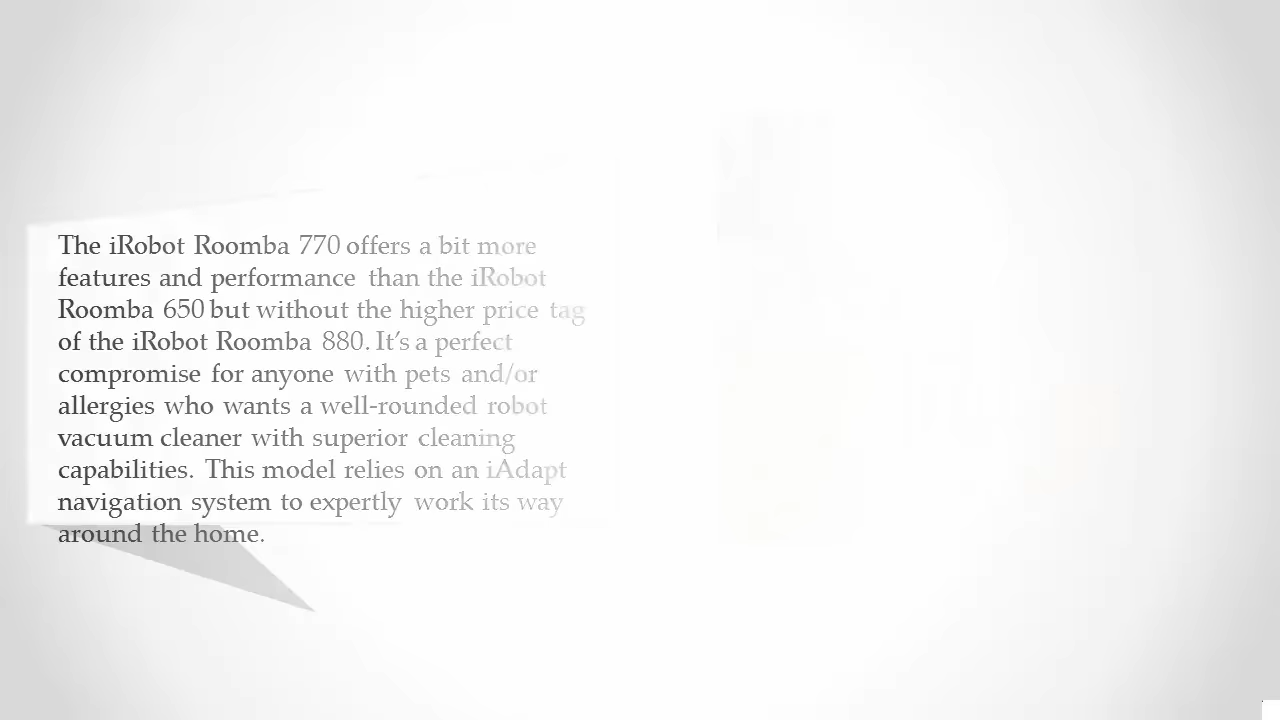 The iRobot Roomba 770 offers a bit more
features and performance than the iRobot
Roomba 650 but without the higher price tag
of the iRobot Roomba 880. It’s a perfect
compromise for anyone with pets and/or
allergies who wants a well-rounded robot
vacuum cleaner with superior cleaning
capabilities. This model relies on an iAdapt
navigation system to expertly work its way
around the home.